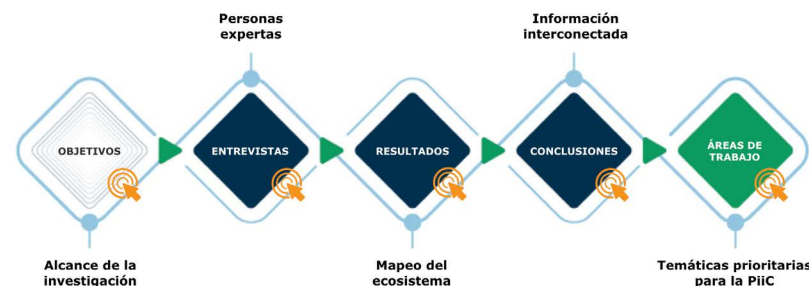 Personas
expertas
Información
interconectada
OBJETIVOS
ENTREVISTAS
RESULTADOS
CONCLUSIONES
ÁREAS DE
TRABAJO
Alcance de la
investigación
Mapeo del
ecosistema
Temáticas prioritarias
para la PiiC